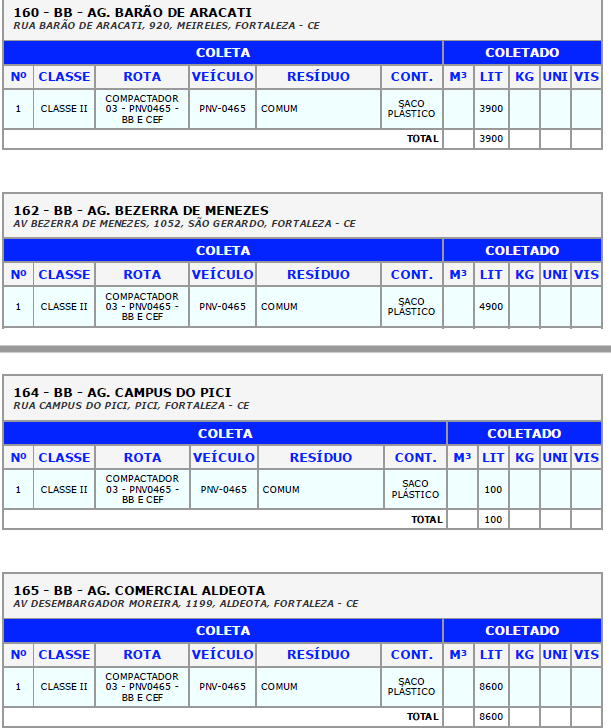 160 - BB - AG. BARÃO DE ARACATI
RUA BARÃO DE ARACATI, 920, MEIRELES, FORTALEZA - CE
COLETA COLETADO
Nº CLASSE ROTA VEÍCULO RESÍDUO CONT. M³ LIT KG UNI VIS
1 CLASSE II COMPACTADOR 03 - PNV0465 - BB E CEF PNV-0465 COMUM SACO PLÁSTICO 3900
TOTAL 3900
162 - BB - AG. BEZERRA DE MENEZES
AV BEZERRA DE MENEZES, 1052, SÃO GERARDO, FORTALEZA - CE
COLETA COLETADO
Nº CLASSE ROTA VEÍCULO RESÍDUO CONT. M³ LIT KG UNI VIS
1 CLASSE II COMPACTADOR 03 - PNV0465 - BB E CEF PNV-0465 COMUM SACO PLÁSTICO 4900
164 - BB - AG. CAMPUS DO PICI
RUA CAMPUS DO PICI, PICI, FORTALEZA - CE
COLETA COLETADO
Nº CLASSE ROTA VEÍCULO RESÍDUO CONT. M³ LIT KG UNI VIS
1 CLASSE II COMPACTADOR 03 - PNV0465 - BB E CEF PNV-0465 COMUM SACO PLÁSTICO 100
TOTAL 100
165 - BB - AG. COMERCIAL ALDEOTA
AV DESEMBARGADOR MOREIRA, 1199, ALDEOTA, FORTALEZA - CE
COLETA COLETADO
Nº CLASSE ROTA VEÍCULO RESÍDUO CONT. M³ LIT KG UNI VIS
1 CLASSE II COMPACTADOR 03 - PNV0465 - BB E CEF PNV-0465 COMUM SACO PLÁSTICO 8600
TOTAL 8600